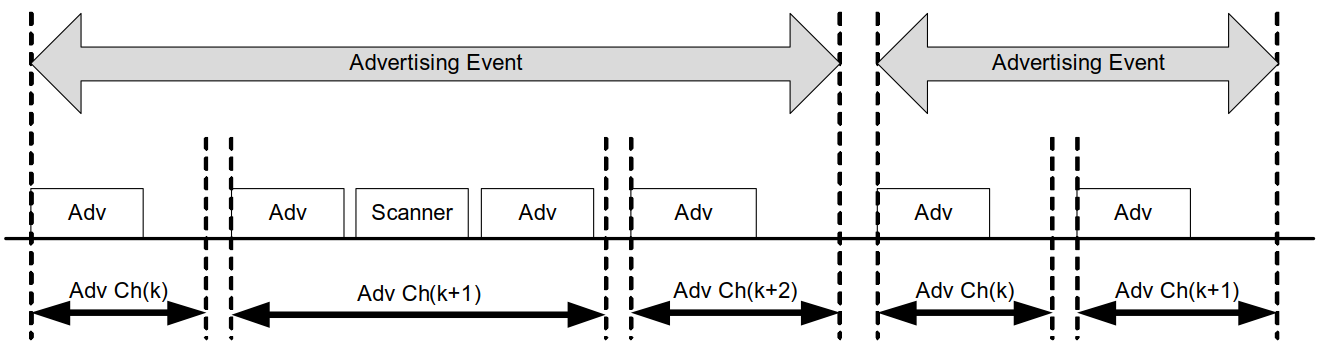 Advertising Event
Advertising Event
Adv
Adv
Scanner
Adv
Adv
Adv
Adv
Adv Ch(k)
Adv Ch(k+1)
Adv Ch(k+2)
Adv Ch(k)
Adv Ch(k+1)